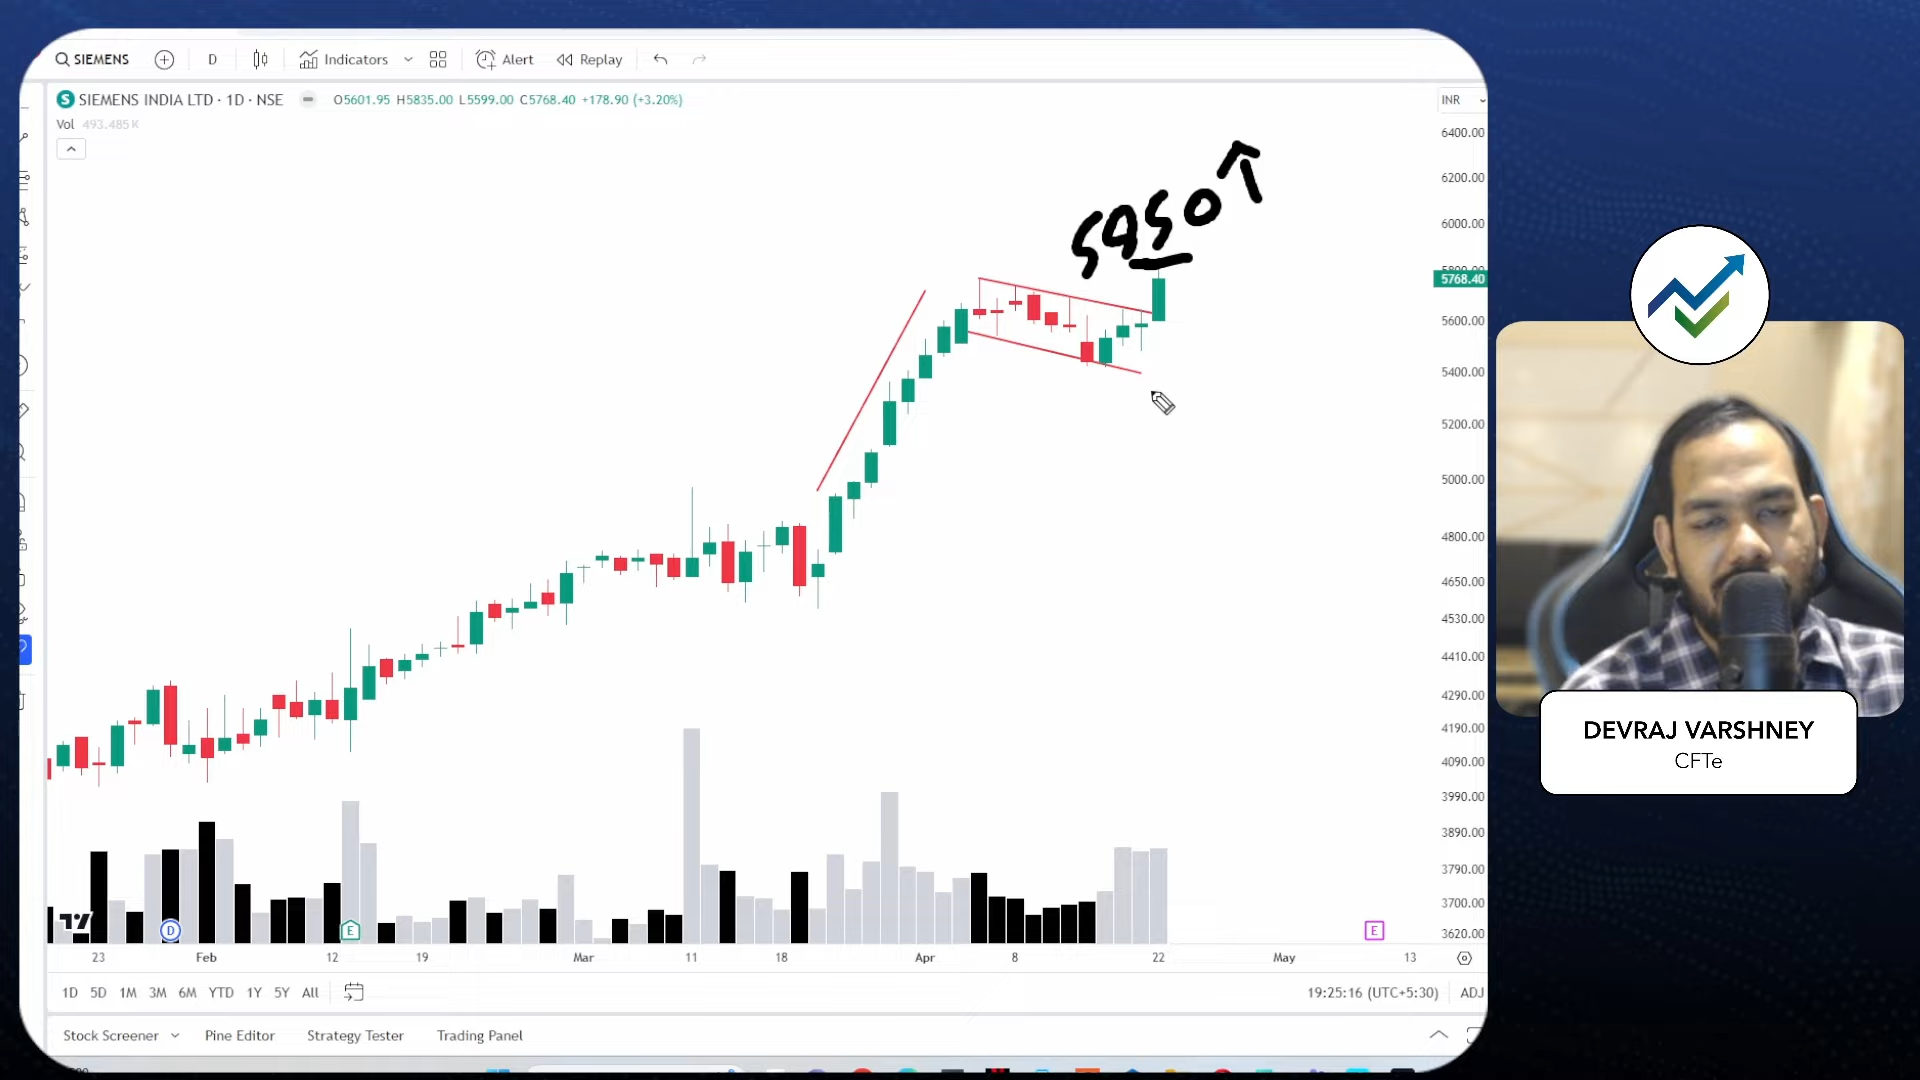 SIEMENS D Indicators Alert Replay
S SIEMENS INDIA LTD · 1D · NSE O5601.95 H5835.00 L5599.00 C5768.40 +178.90 (+3.20%) INR
Vol 493.485K
6400.00
6200.00
5950
6000.00
5768.40
5600.00
5400.00
5200.00
5000.00
4800.00
4650.00
4530.00
4410.00
4290.00
4190.00
4090.00
3990.00
3890.00
3790.00
3700.00
3620.00
D E E
23 Feb 12 19 Mar 11 18 Apr 8 22 May 13
1D 5D 1M 3M 6M YTD 1Y 5Y All 19:25:16 (UTC+5:30) ADJ
Stock Screener Pine Editor Strategy Tester Trading Panel
DEVRAJ VARSHNEY
CFTe